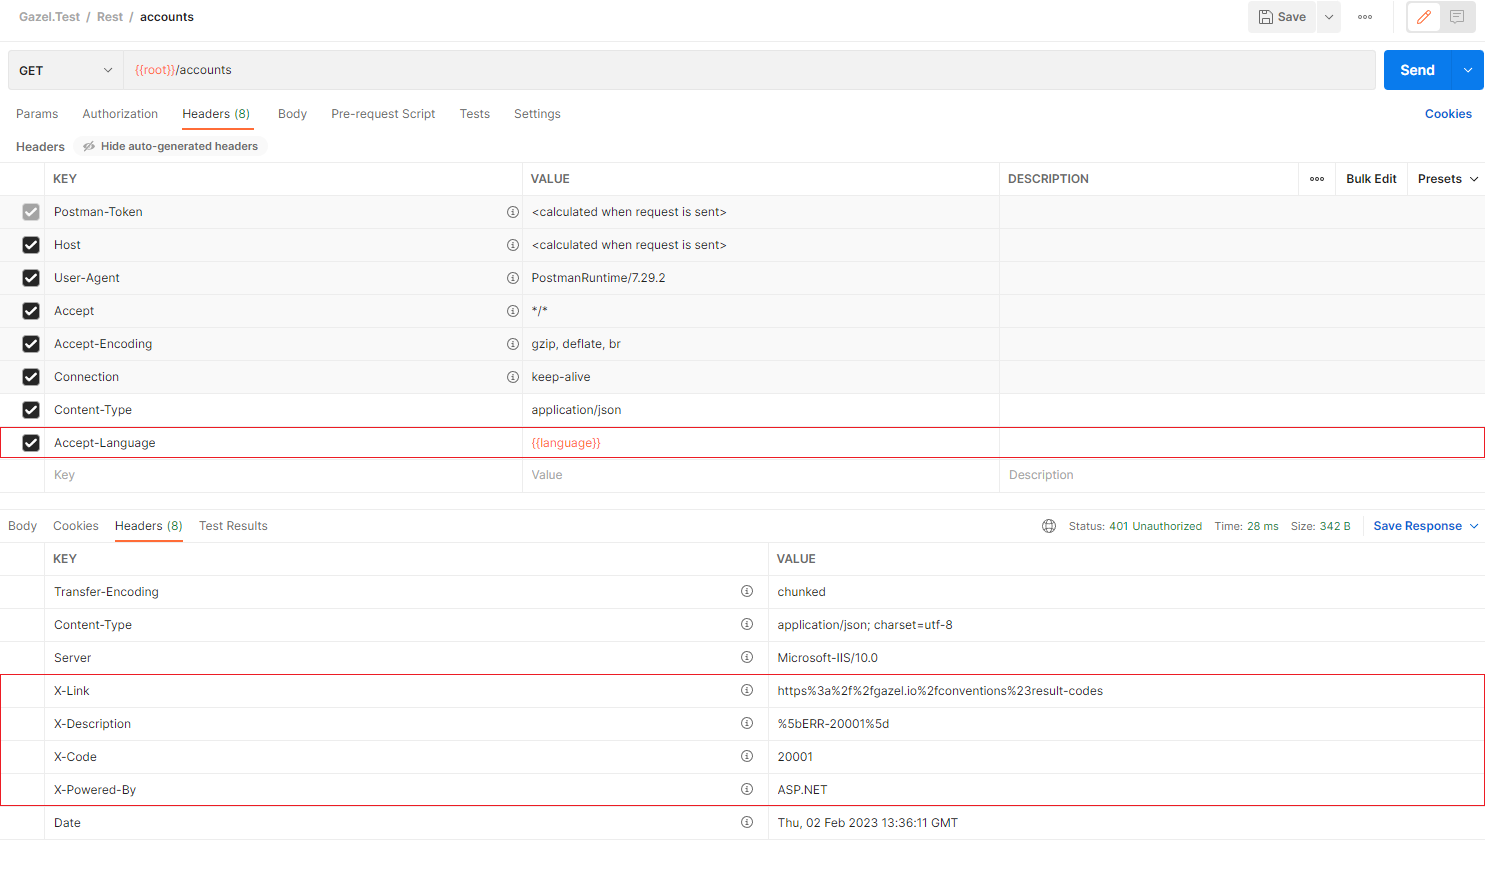 Gazel.Test / Rest / accounts Save
GET {{root}}/accounts Send
Params Authorization Headers (8) Body Pre-request Script Tests Settings Cookies
Headers Hide auto-generated headers
KEY VALUE DESCRIPTION Bulk Edit Presets
Postman-Token <calculated when request is sent>
Host <calculated when request is sent>
User-Agent PostmanRuntime/7.29.2
Accept */*
Accept-Encoding gzip, deflate, br
Connection keep-alive
Content-Type application/json
Accept-Language {{language}}
Key Value Description
Body Cookies Headers (8) Test Results Status: 401 Unauthorized Time: 28 ms Size: 342 B Save Response
KEY VALUE
Transfer-Encoding chunked
Content-Type application/json; charset=utf-8
Server Microsoft-IIS/10.0
X-Link https%3a%2f%2fgazel.io%2fconventions%23result-codes
X-Description %5bERR-20001%5d
X-Code 20001
X-Powered-By ASP.NET
Date Thu, 02 Feb 2023 13:36:11 GMT